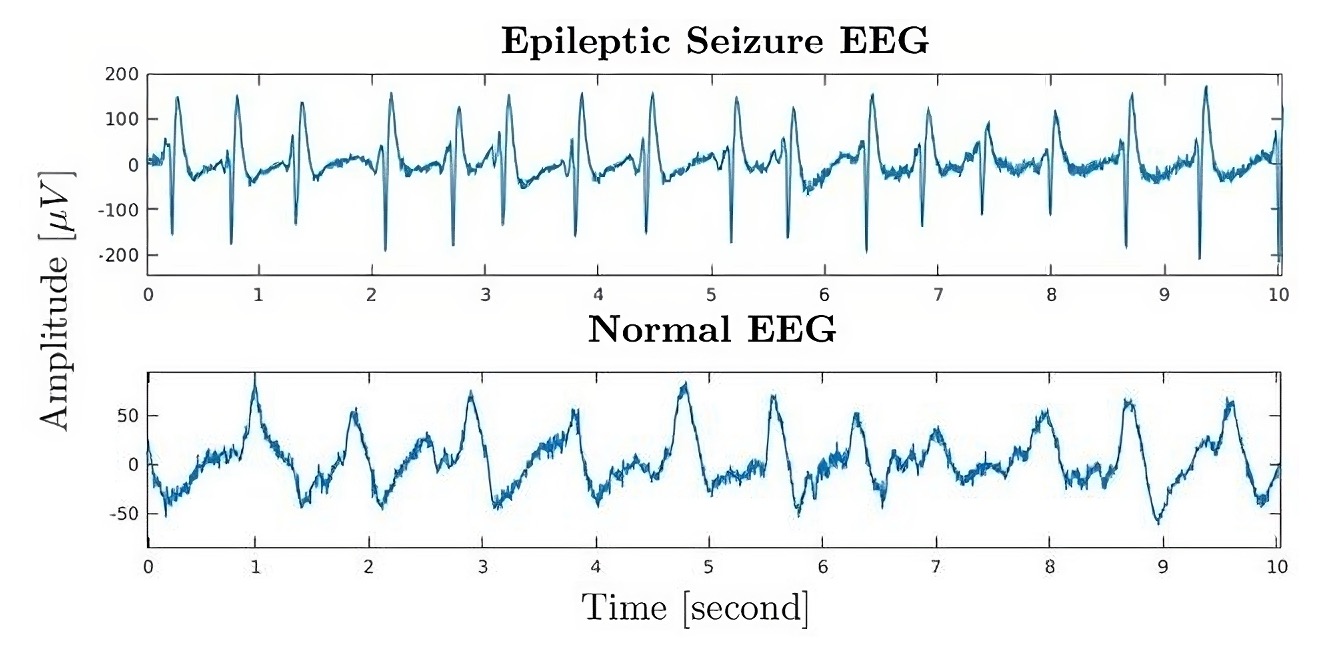 Epileptic Seizure EEG
200
100
0
-100
-200
0 1 2 3 4 5 6 7 8 9 10
Amplitude [μV]
Normal EEG
50
0
-50
0 1 2 3 4 5 6 7 8 9 10
Time [second]